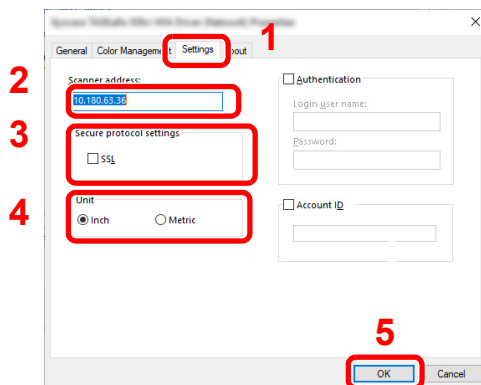 1
General Color Management Settings out
2
Scanner address:
10.180.63.36
Authentication
Login user name:
Password:
3
Secure protocol settings
SSL
4
Unit
Inch Metric
Account ID
5
OK Cancel